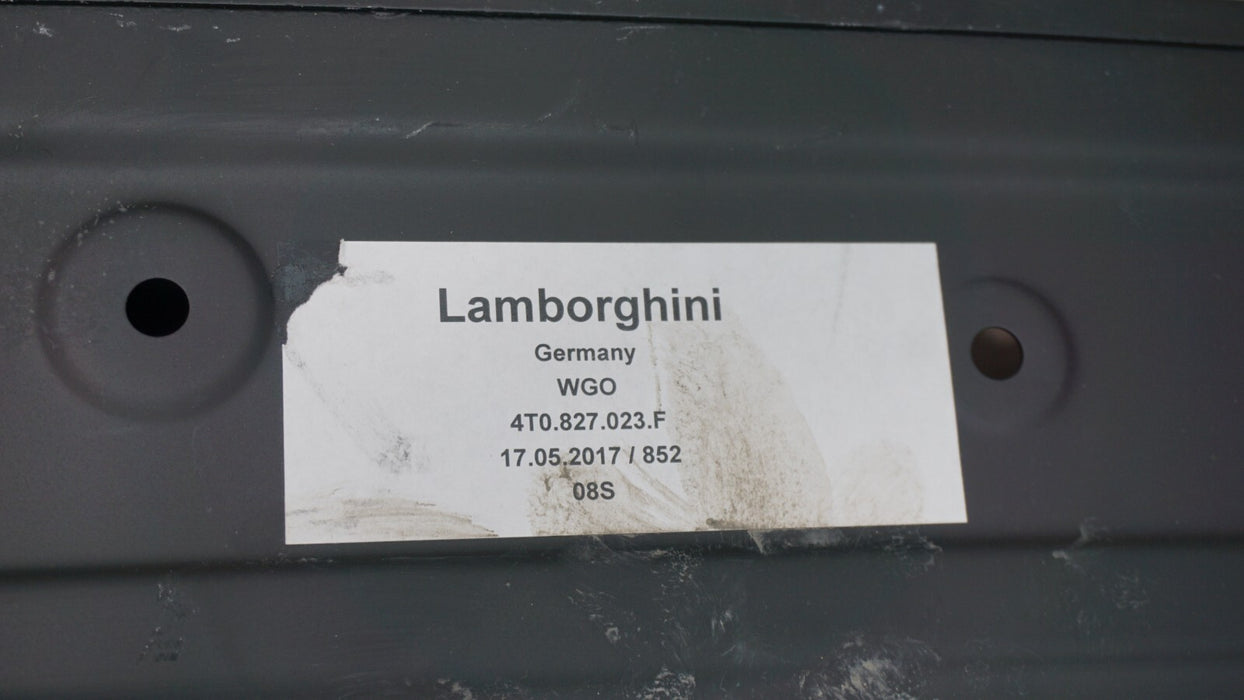 Lamborghini
Germany
WGO
4T0.827.023.F
17.05.2017 / 852
08S